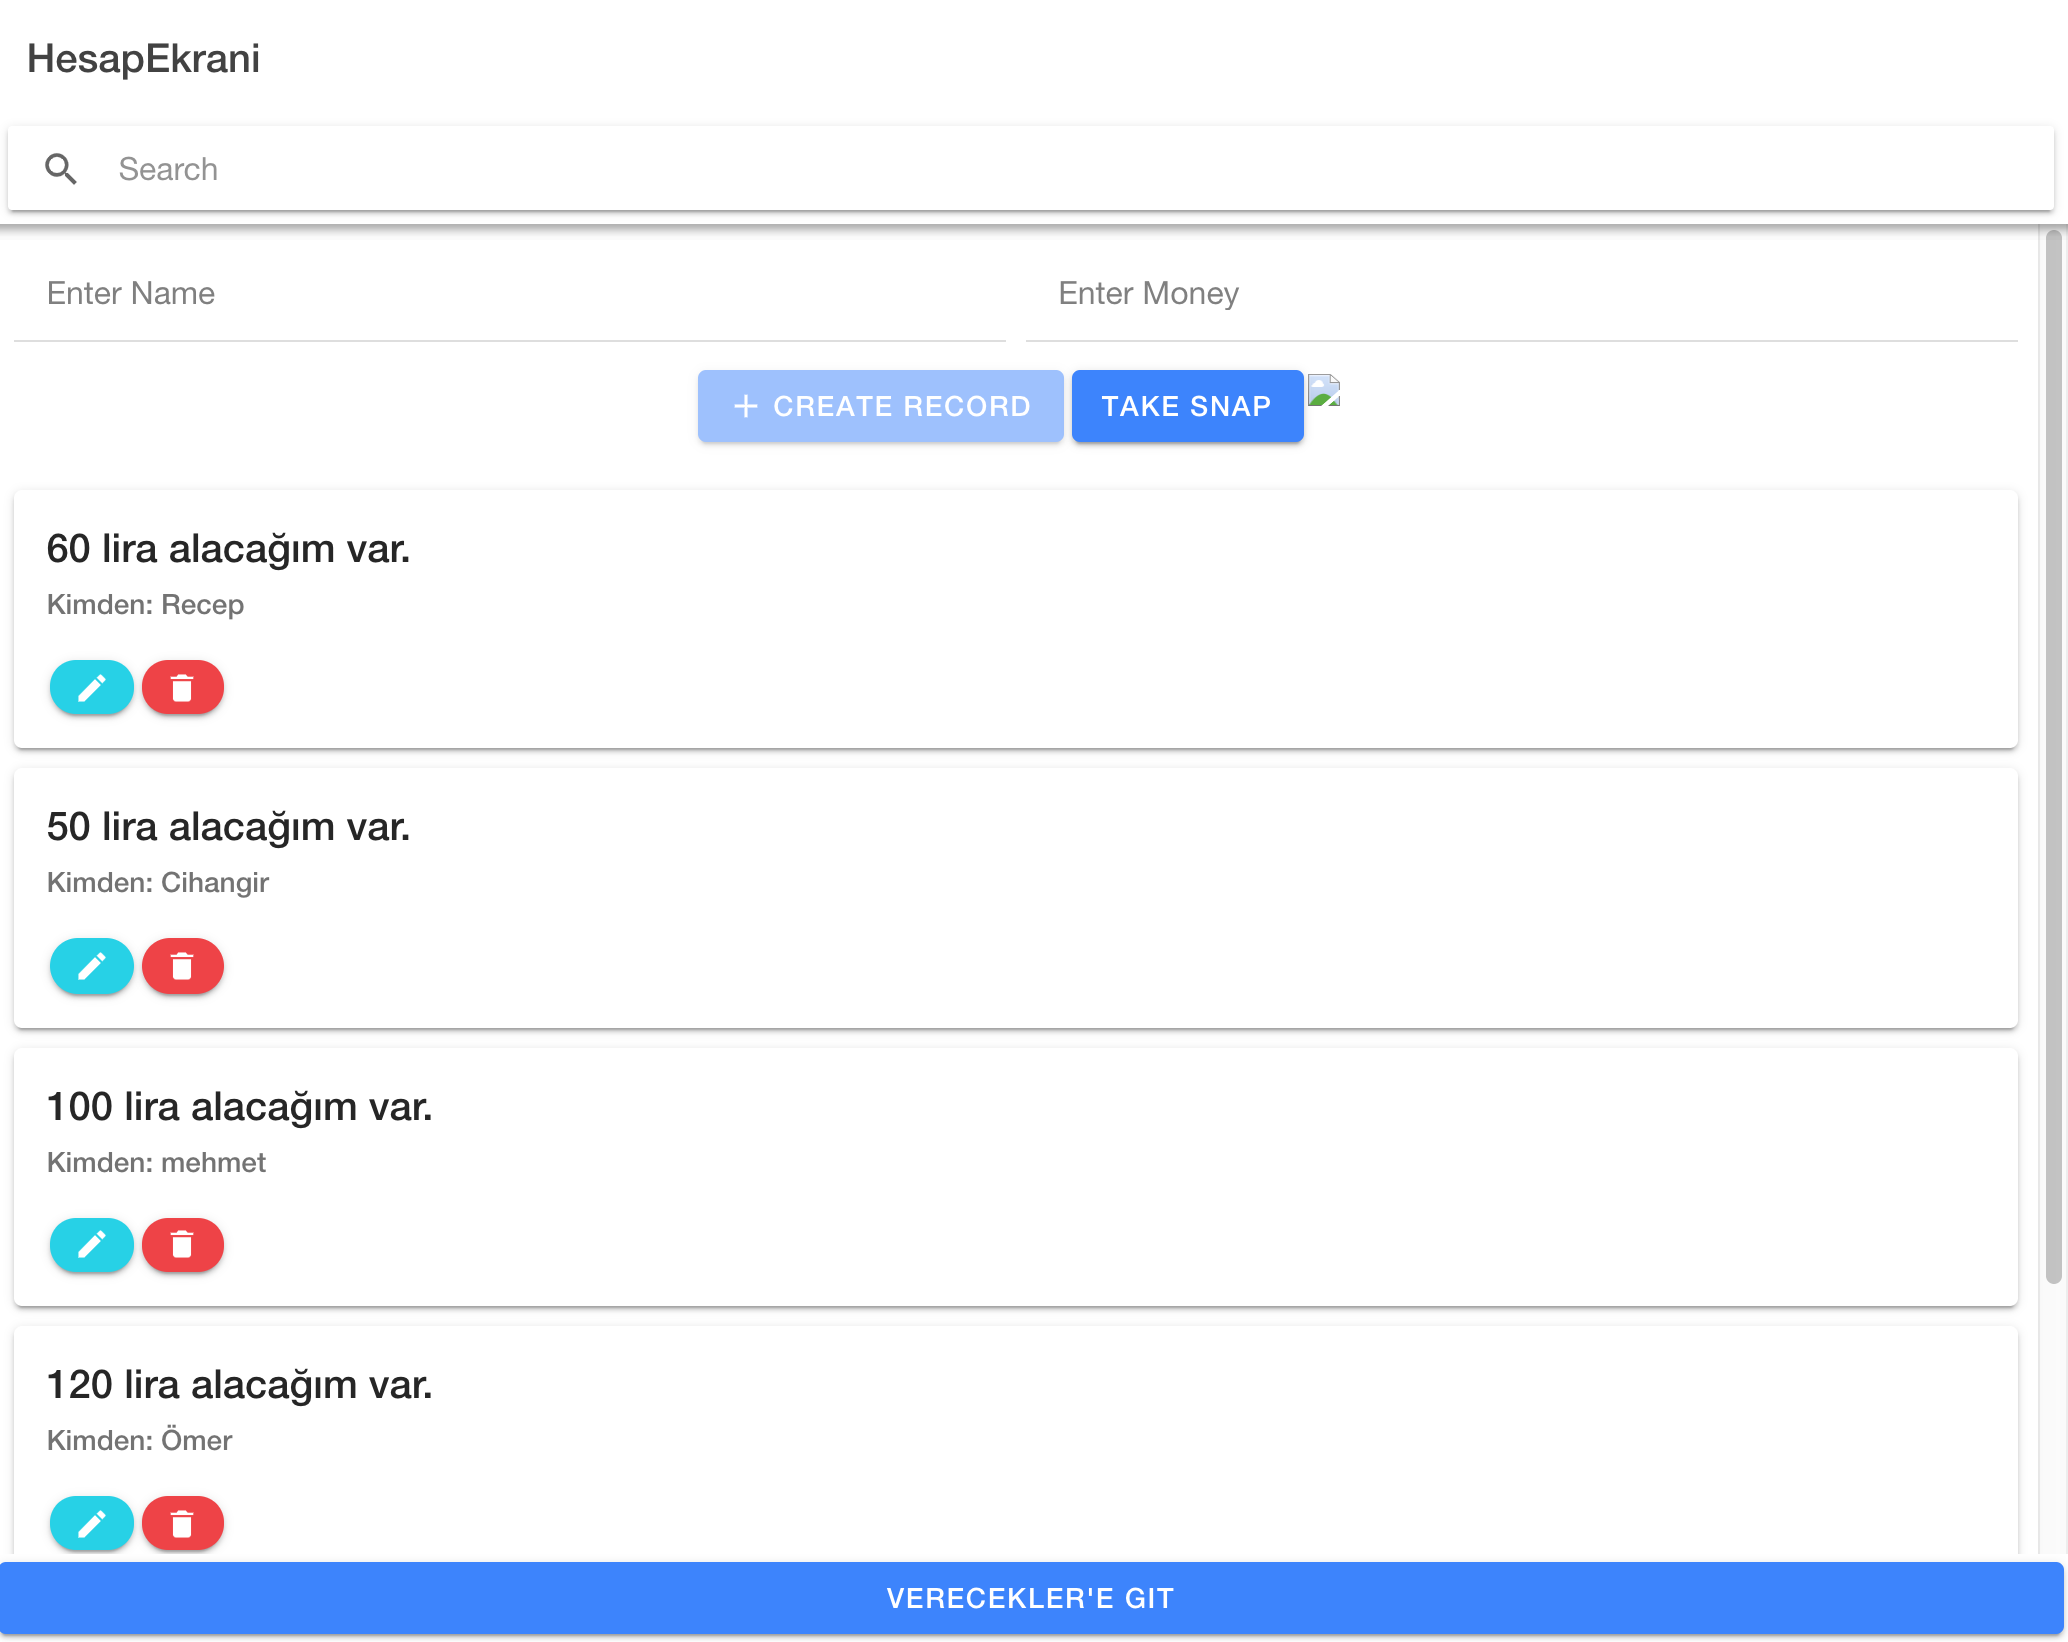 HesapEkrani
Search
Enter Name
Enter Money
CREATE RECORD
TAKE SNAP
60 lira alacağım var.
Kimden: Recep
50 lira alacağım var.
Kimden: Cihangir
100 lira alacağım var.
Kimden: mehmet
120 lira alacağım var.
Kimden: Ömer
VERECEKLER'E GIT